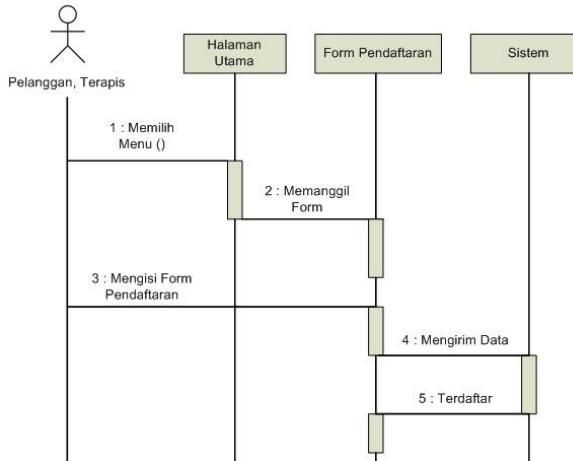 Pelanggan, Terapis
Halaman
Utama
Form Pendaftaran
Sistem
1 : Memilih
Menu ()
2 : Memanggil
Form
3 : Mengisi Form
Pendaftaran
4 : Mengirim Data
5 : Terdaftar